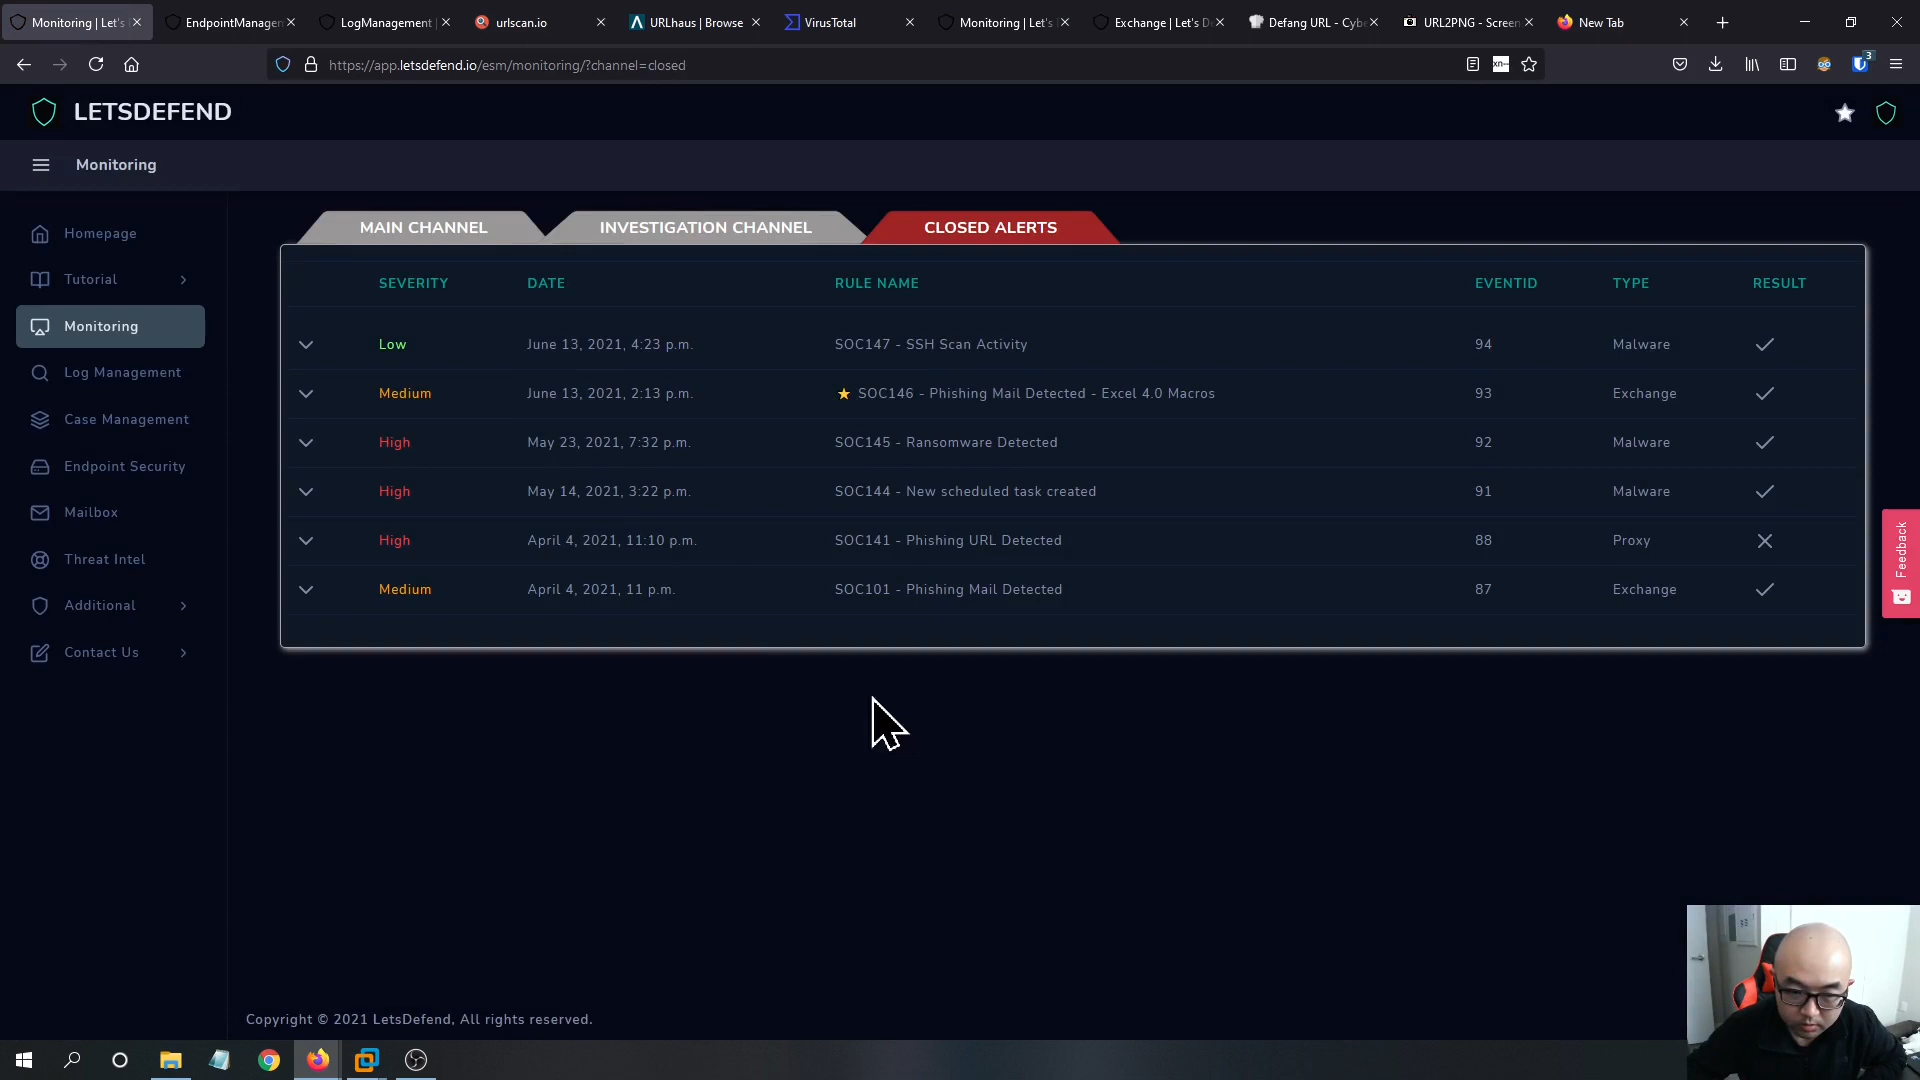 Monitoring | Let's
EndpointManagen
LogManagement |
urlscan.io
URLhaus | Browse
VirusTotal
Monitoring | Let's
Exchange | Let's De
Defang URL - Cybe
URL2PNG - Screen
New Tab
https://app.letsdefend.io/esm/monitoring/?channel=closed
3
LETSDEFEND
Monitoring
Homepage
Tutorial
Monitoring
Log Management
Case Management
Endpoint Security
Mailbox
Threat Intel
Additional
Contact Us
MAIN CHANNEL INVESTIGATION CHANNEL CLOSED ALERTS
SEVERITY DATE RULE NAME EVENTID TYPE RESULT
Low June 13, 2021, 4:23 p.m. SOC147 - SSH Scan Activity 94 Malware
Medium June 13, 2021, 2:13 p.m. SOC146 - Phishing Mail Detected - Excel 4.0 Macros 93 Exchange
High May 23, 2021, 7:32 p.m. SOC145 - Ransomware Detected 92 Malware
High May 14, 2021, 3:22 p.m. SOC144 - New scheduled task created 91 Malware
High April 4, 2021, 11:10 p.m. SOC141 - Phishing URL Detected 88 Proxy
Medium April 4, 2021, 11 p.m. SOC101 - Phishing Mail Detected 87 Exchange
Feedback
Copyright © 2021 LetsDefend, All rights reserved.